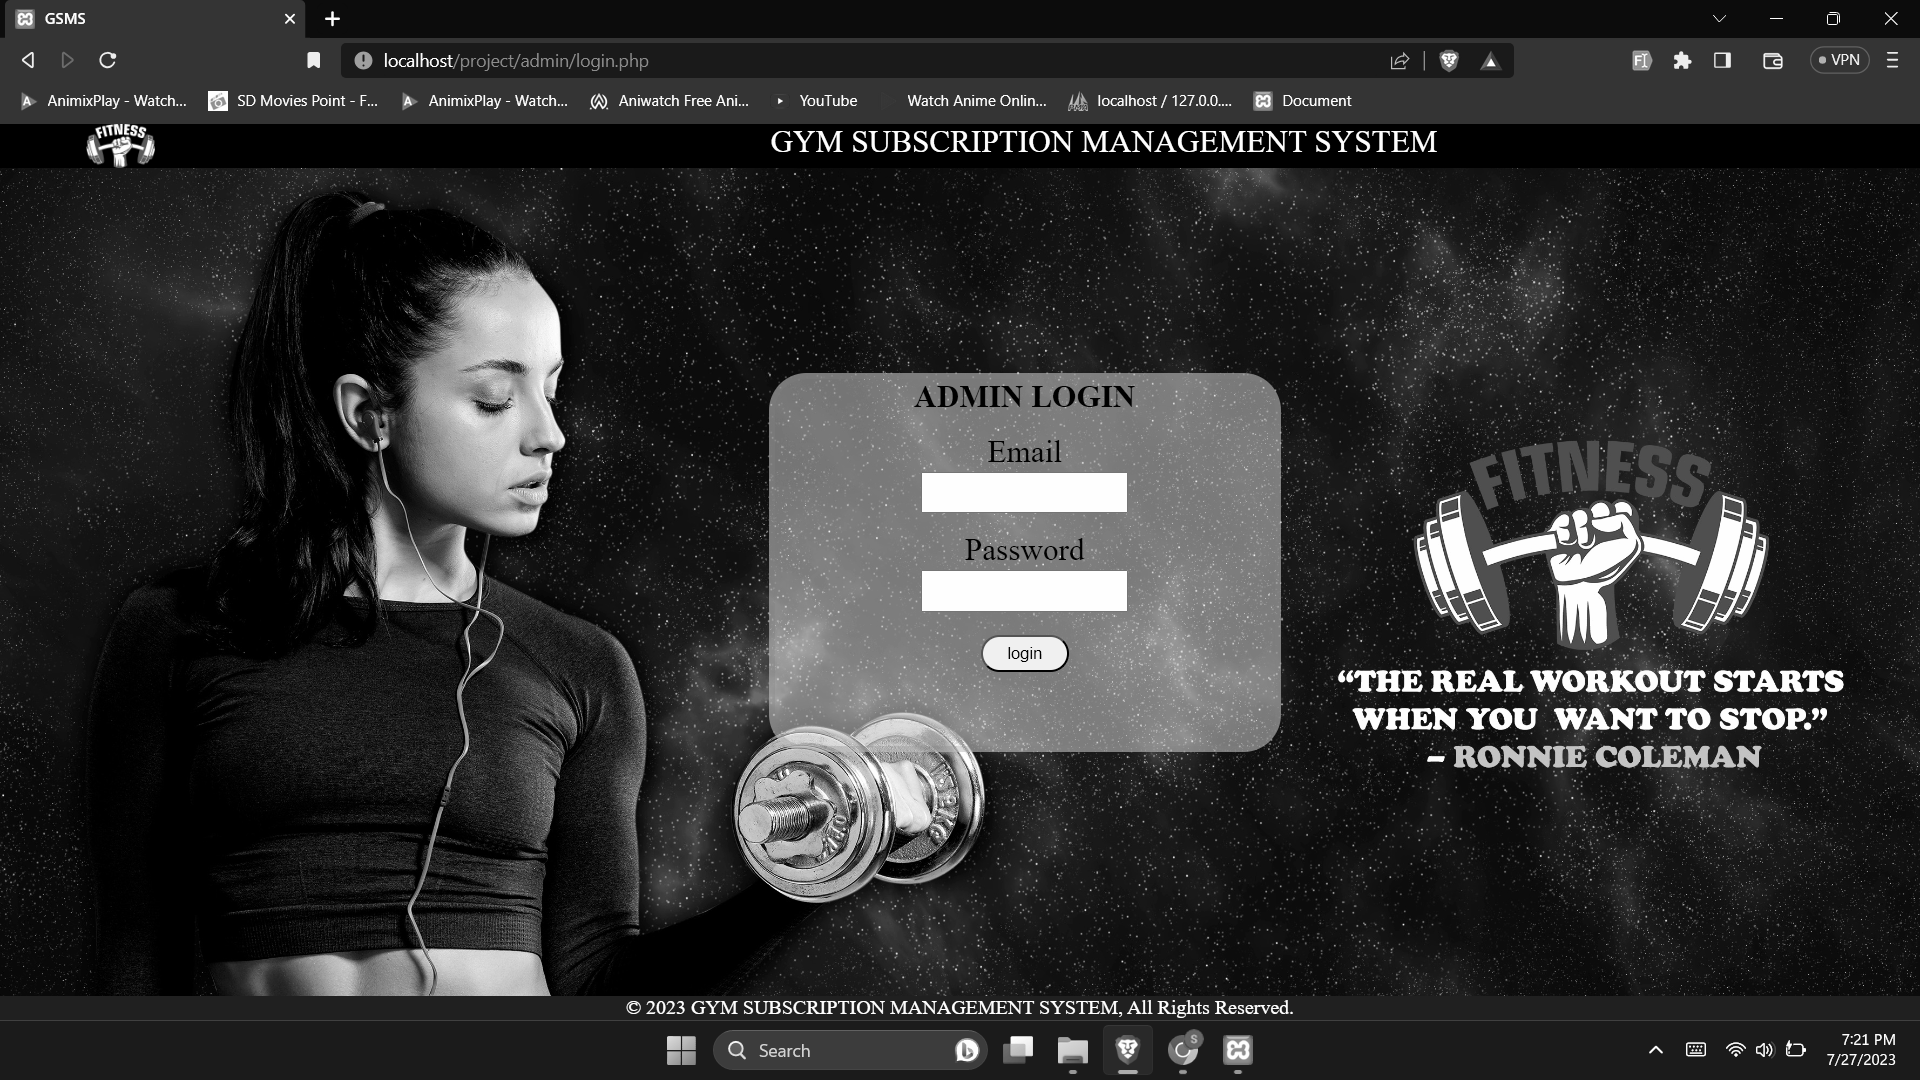 GSMS
localhost/project/admin/login.php
VPN
AnimixPlay - Watch...
SD Movies Point - F...
AnimixPlay - Watch...
Aniwatch Free Ani...
YouTube
Watch Anime Onlin...
localhost / 127.0.0....
Document
FITNESS
GYM SUBSCRIPTION MANAGEMENT SYSTEM
ADMIN LOGIN
Email
Password
login
FITNESS
“THE REAL WORKOUT STARTS
WHEN YOU WANT TO STOP.”
– RONNIE COLEMAN
© 2023 GYM SUBSCRIPTION MANAGEMENT SYSTEM, All Rights Reserved.
Search
S
7:21 PM
7/27/2023